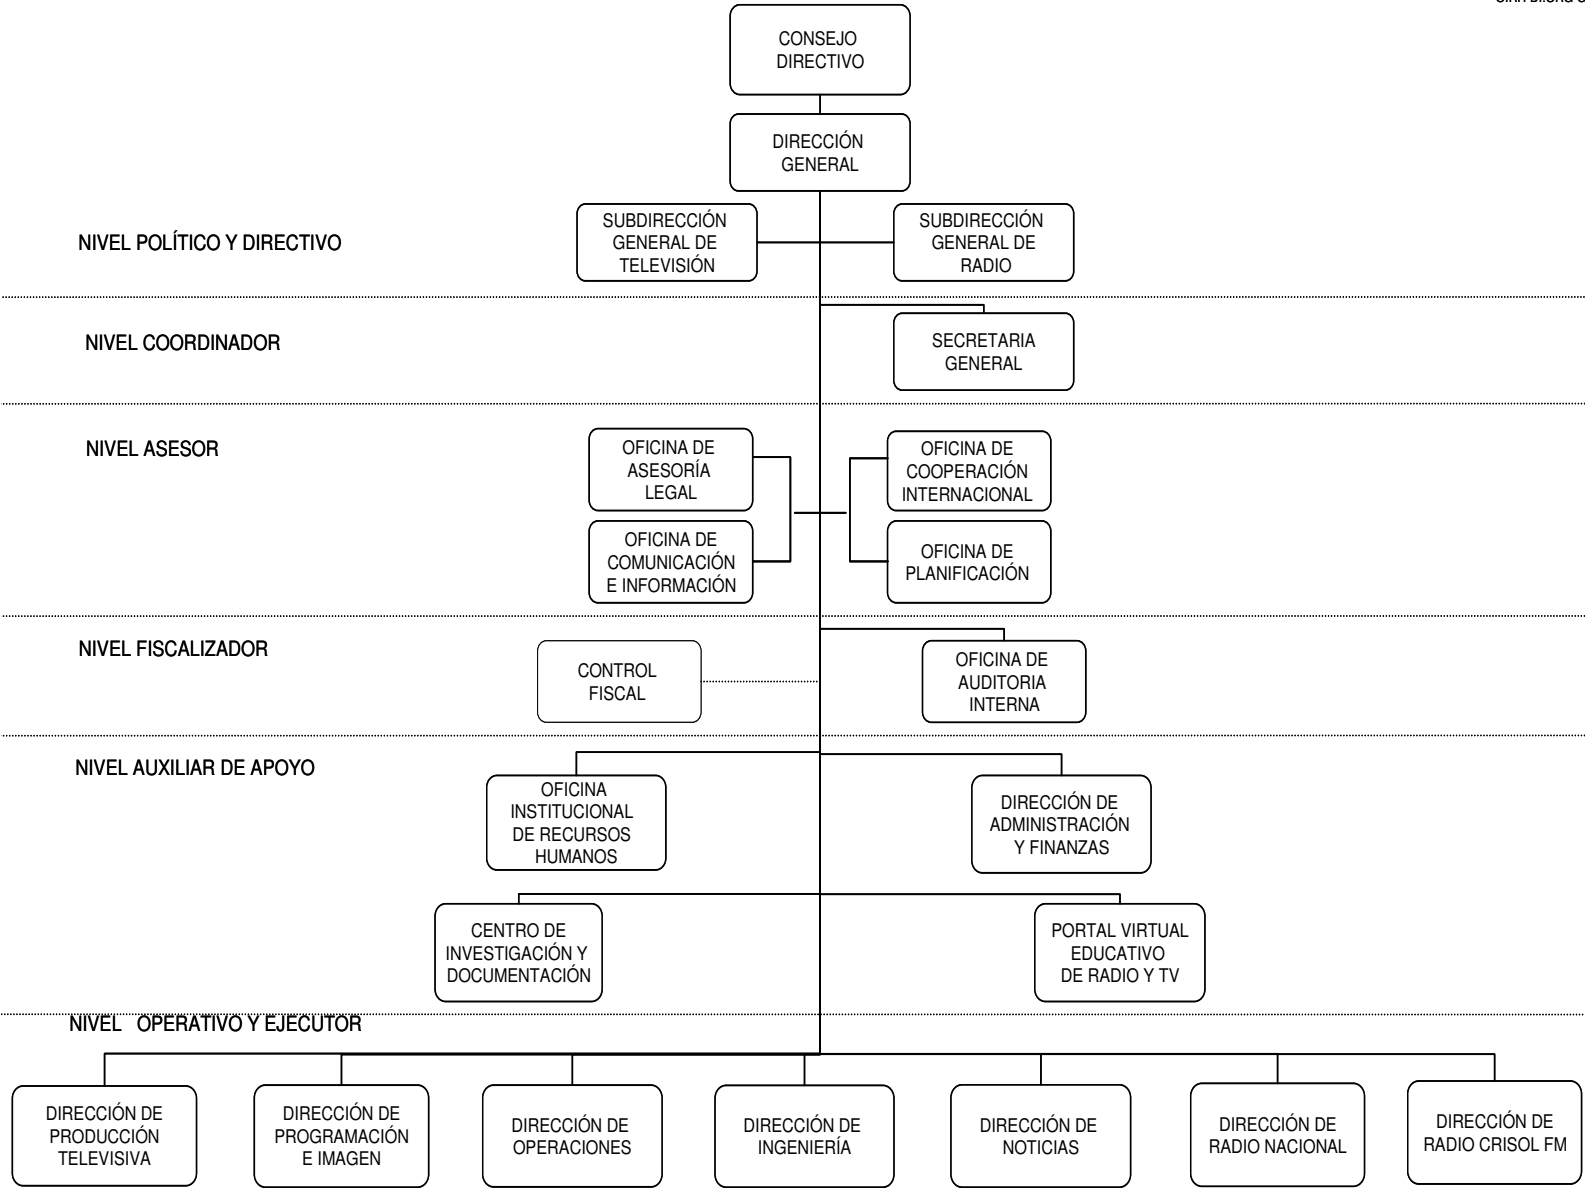 CONSEJO
DIRECTIVO
DIRECCIÓN
GENERAL
NIVEL POLÍTICO Y DIRECTIVO
SUBDIRECCIÓN
GENERAL DE
TELEVISIÓN
SUBDIRECCIÓN
GENERAL DE
RADIO
NIVEL COORDINADOR
SECRETARIA
GENERAL
NIVEL ASESOR
OFICINA DE
ASESORÍA
LEGAL
OFICINA DE
COOPERACIÓN
INTERNACIONAL
OFICINA DE
COMUNICACIÓN
E INFORMACIÓN
OFICINA DE
PLANIFICACIÓN
NIVEL FISCALIZADOR
CONTROL
FISCAL
OFICINA DE
AUDITORIA
INTERNA
NIVEL AUXILIAR DE APOYO
OFICINA
INSTITUCIONAL
DE RECURSOS
HUMANOS
DIRECCIÓN DE
ADMINISTRACIÓN
Y FINANZAS
CENTRO DE
INVESTIGACIÓN Y
DOCUMENTACIÓN
PORTAL VIRTUAL
EDUCATIVO
DE RADIO Y TV
NIVEL OPERATIVO Y EJECUTOR
DIRECCIÓN DE
PRODUCCIÓN
TELEVISIVA
DIRECCIÓN DE
PROGRAMACIÓN
E IMAGEN
DIRECCIÓN DE
OPERACIONES
DIRECCIÓN DE
INGENIERÍA
DIRECCIÓN DE
NOTICIAS
DIRECCIÓN DE
RADIO NACIONAL
DIRECCIÓN DE
RADIO CRISOL FM